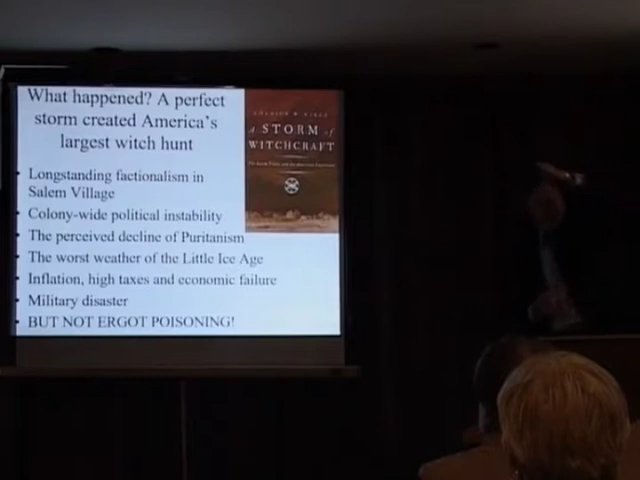 What happened? A perfect
storm created America's
largest witch hunt
A STORM of
WITCHCRAFT
Longstanding factionalism in
Salem Village
Colony-wide political instability
The perceived decline of Puritanism
The worst weather of the Little Ice Age
Inflation, high taxes and economic failure
Military disaster
BUT NOT ERGOT POISONING!